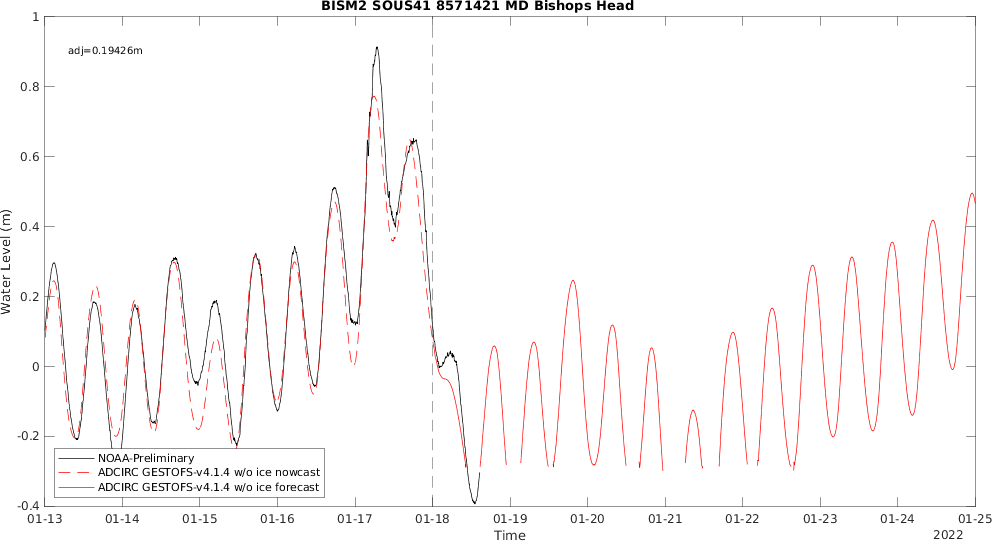 BISM2 SOUS41 8571421 MD Bishops Head
adj=0.19426m
Water Level (m)
1
0.8
0.6
0.4
0.2
0
-0.2
-0.4
NOAA-Preliminary
ADCIRC GESTOFS-v4.1.4 w/o ice nowcast
ADCIRC GESTOFS-v4.1.4 w/o ice forecast
01-13 01-14 01-15 01-16 01-17 01-18 01-19 01-20 01-21 01-22 01-23 01-24 01-25
Time
2022